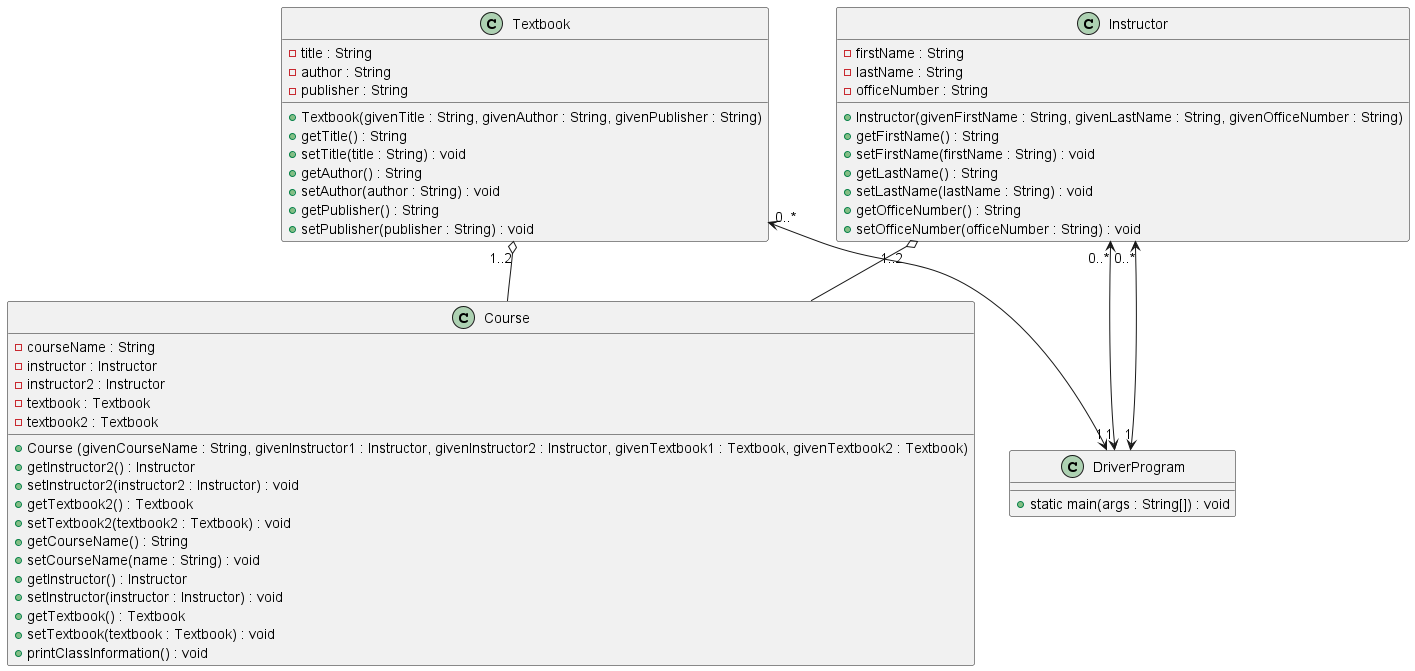 C Textbook
title : String
author : String
publisher : String
Textbook(givenTitle : String, givenAuthor : String, givenPublisher : String)
getTitle() : String
setTitle(title : String) : void
getAuthor() : String
setAuthor(author : String) : void
getPublisher() : String
setPublisher(publisher : String) : void
C Instructor
firstName : String
lastName : String
officeNumber : String
Instructor(givenFirstName : String, givenLastName : String, givenOfficeNumber : String)
getFirstName() : String
setFirstName(firstName : String) : void
getLastName() : String
setLastName(lastName : String) : void
getOfficeNumber() : String
setOfficeNumber(officeNumber : String) : void
0..*
1..2
1..2
0..*
0..*
C Course
courseName : String
instructor : Instructor
instructor2 : Instructor
textbook : Textbook
textbook2 : Textbook
Course (givenCourseName : String, givenInstructor1 : Instructor, givenInstructor2 : Instructor, givenTextbook1 : Textbook, givenTextbook2 : Textbook)
getInstructor2() : Instructor
setInstructor2(instructor2 : Instructor) : void
getTextbook2() : Textbook
setTextbook2(textbook2 : Textbook) : void
getCourseName() : String
setCourseName(name : String) : void
getInstructor() : Instructor
setInstructor(instructor : Instructor) : void
getTextbook() : Textbook
setTextbook(textbook : Textbook) : void
printClassInformation() : void
1
1
1
C DriverProgram
static main(args : String[]) : void